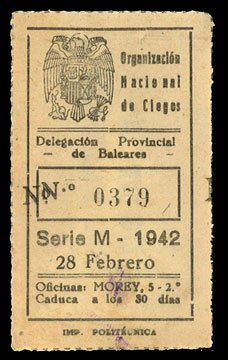 Organización
Nacional
de Ciegos
Delegación Provincial
- de Baleares -
N N.º 0379
Serie M - 1942
28 Febrero
Oficinas: MOREY, 5 - 2.º
Caduca a los 30 días
IMP. POLITÉCNICA